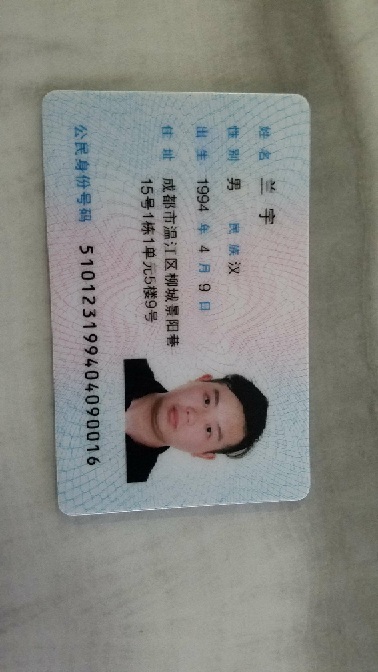 姓名 兰宇
性别 男 民族 汉
出生 1994 年 4 月 9 日
住址 成都市温江区柳城景阳巷
15号1栋1单元5楼9号
公民身份号码 510123199404090016